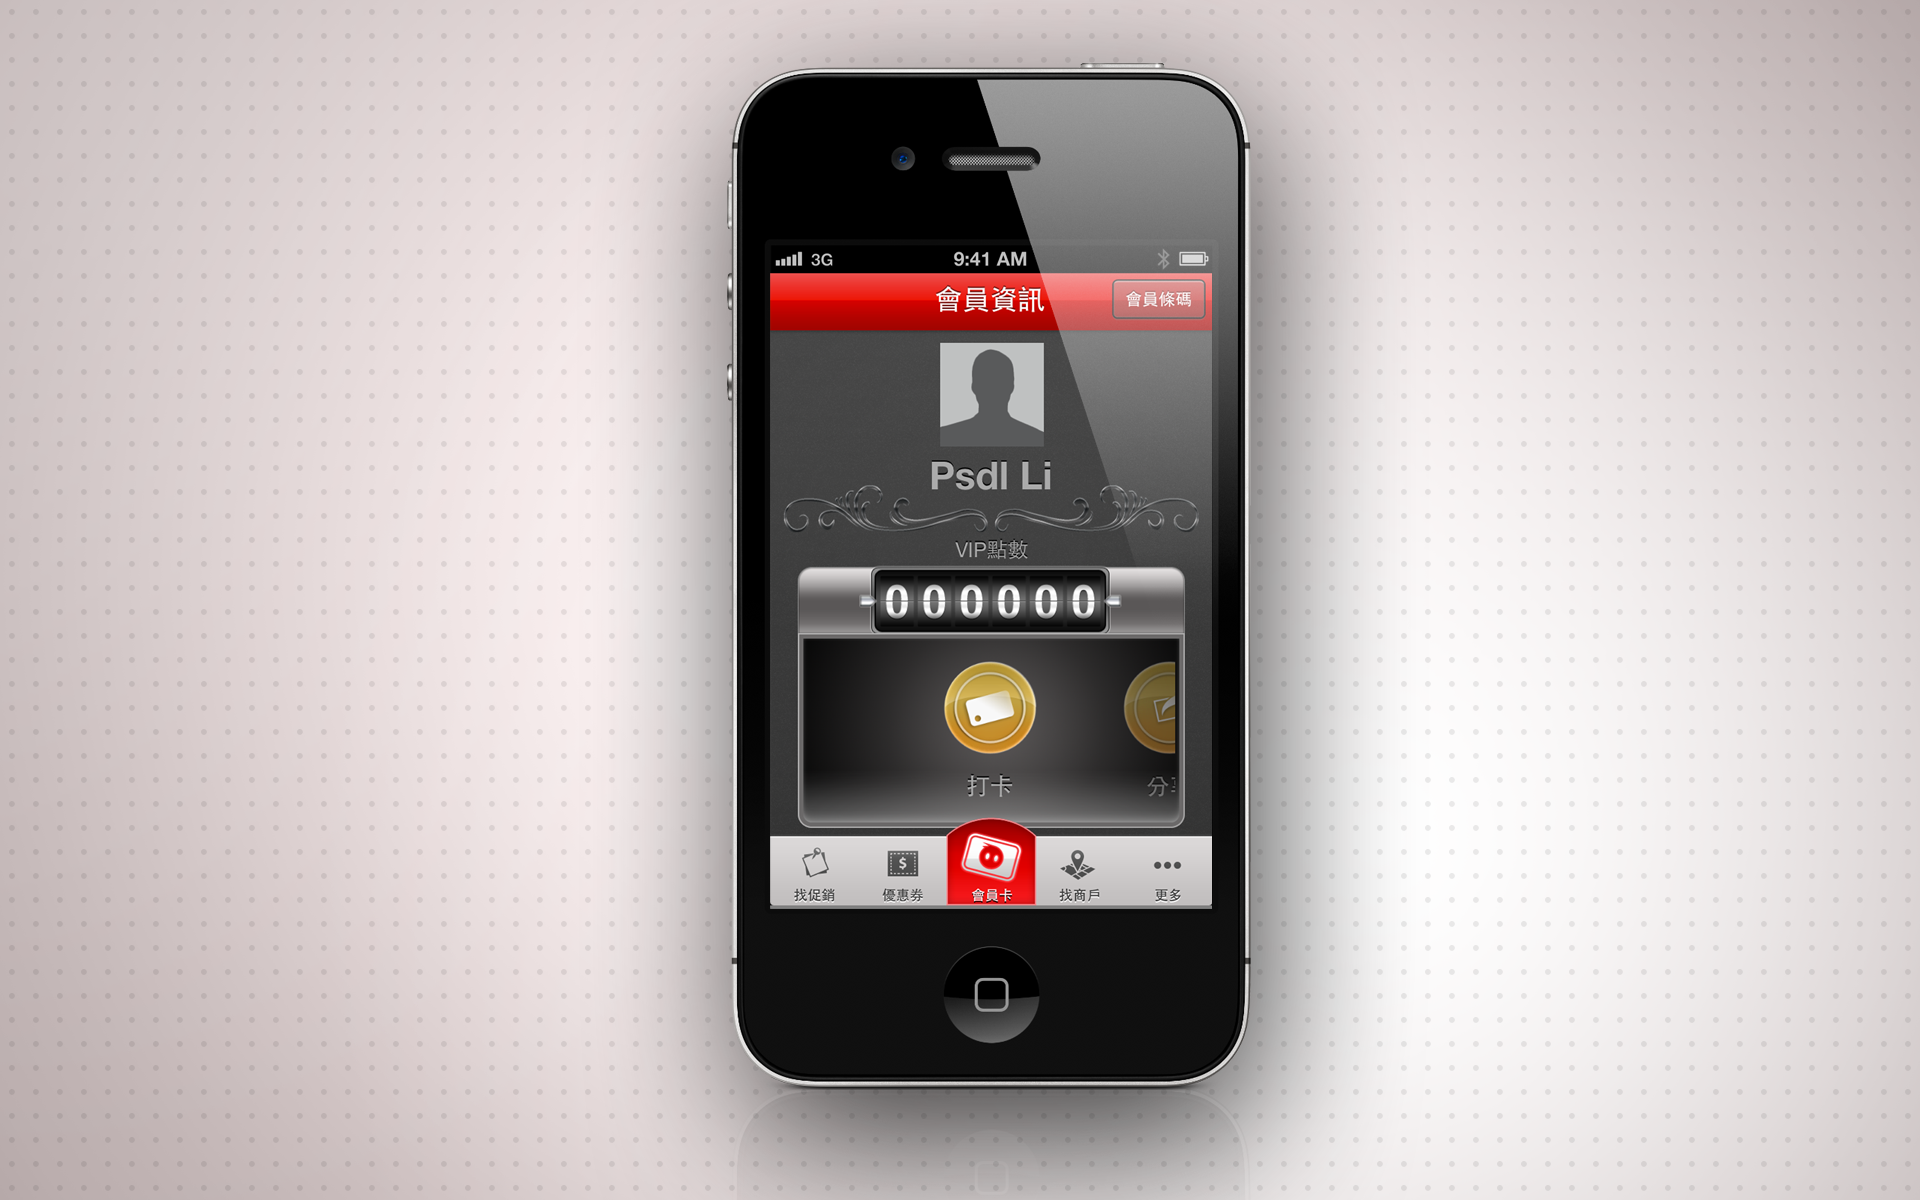 3G 9:41 AM
會員資訊 會員條碼
Psdl Li
VIP點數
000000
打卡 分
$
找促銷 優惠券 會員卡 找商戶 更多